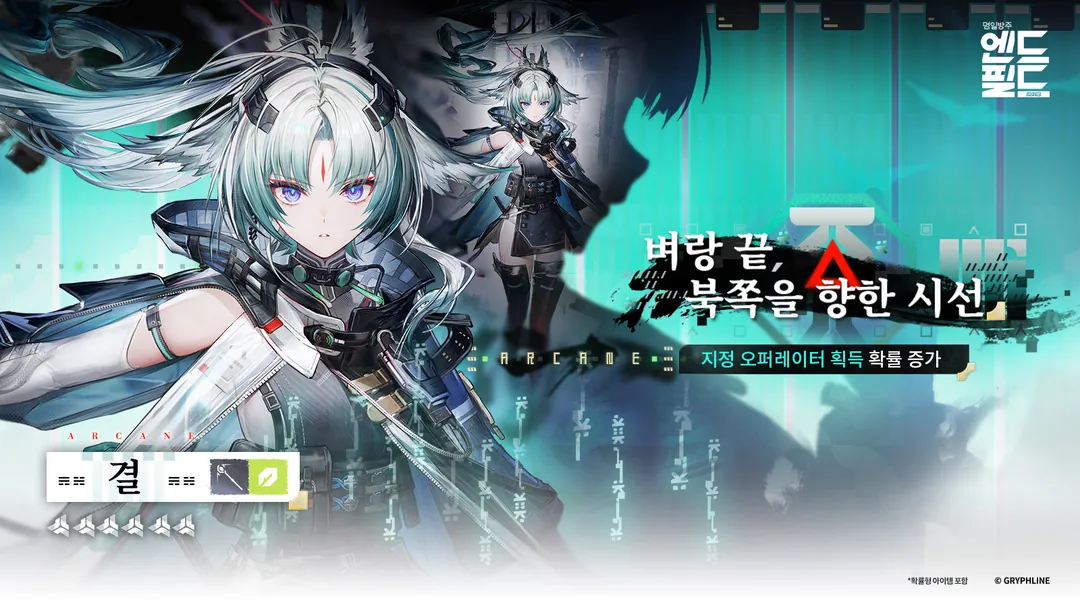 명일방주
엔드
필드
벼랑 끝,
북쪽을 향한 시선
ARCANE
지정 오퍼레이터 획득 확률 증가
ARCANE
결
*확률형 아이템 포함
© GRYPHLINE